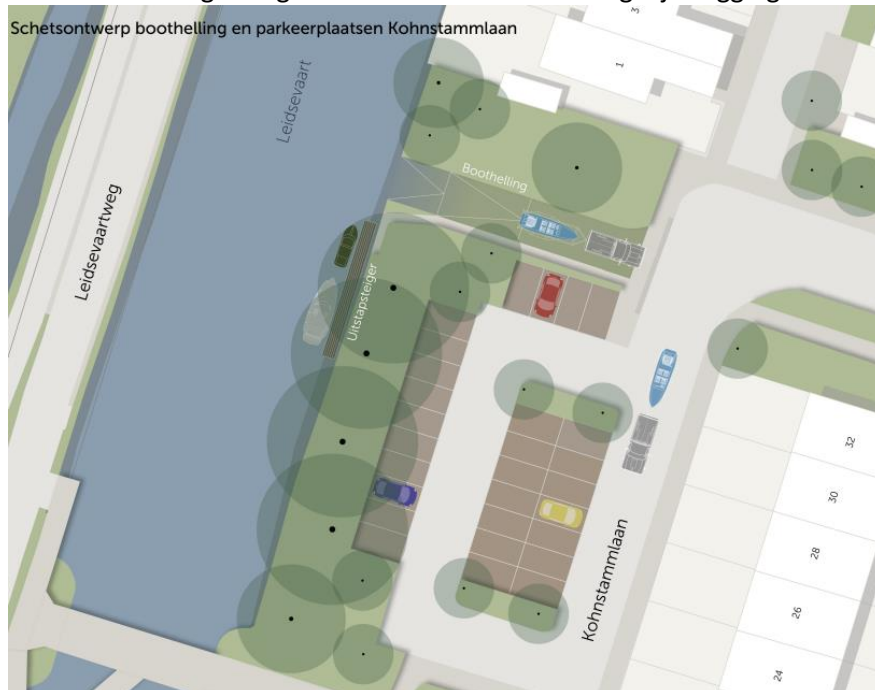 Schetsontwerp boothelling en parkeerplaatsen Kohnstammlaan
Leidsevaart
3
1
Boothelling
Leidsevaartweg
Uitstapsteiger
Kohnstammlaan
32
30
28
26
24